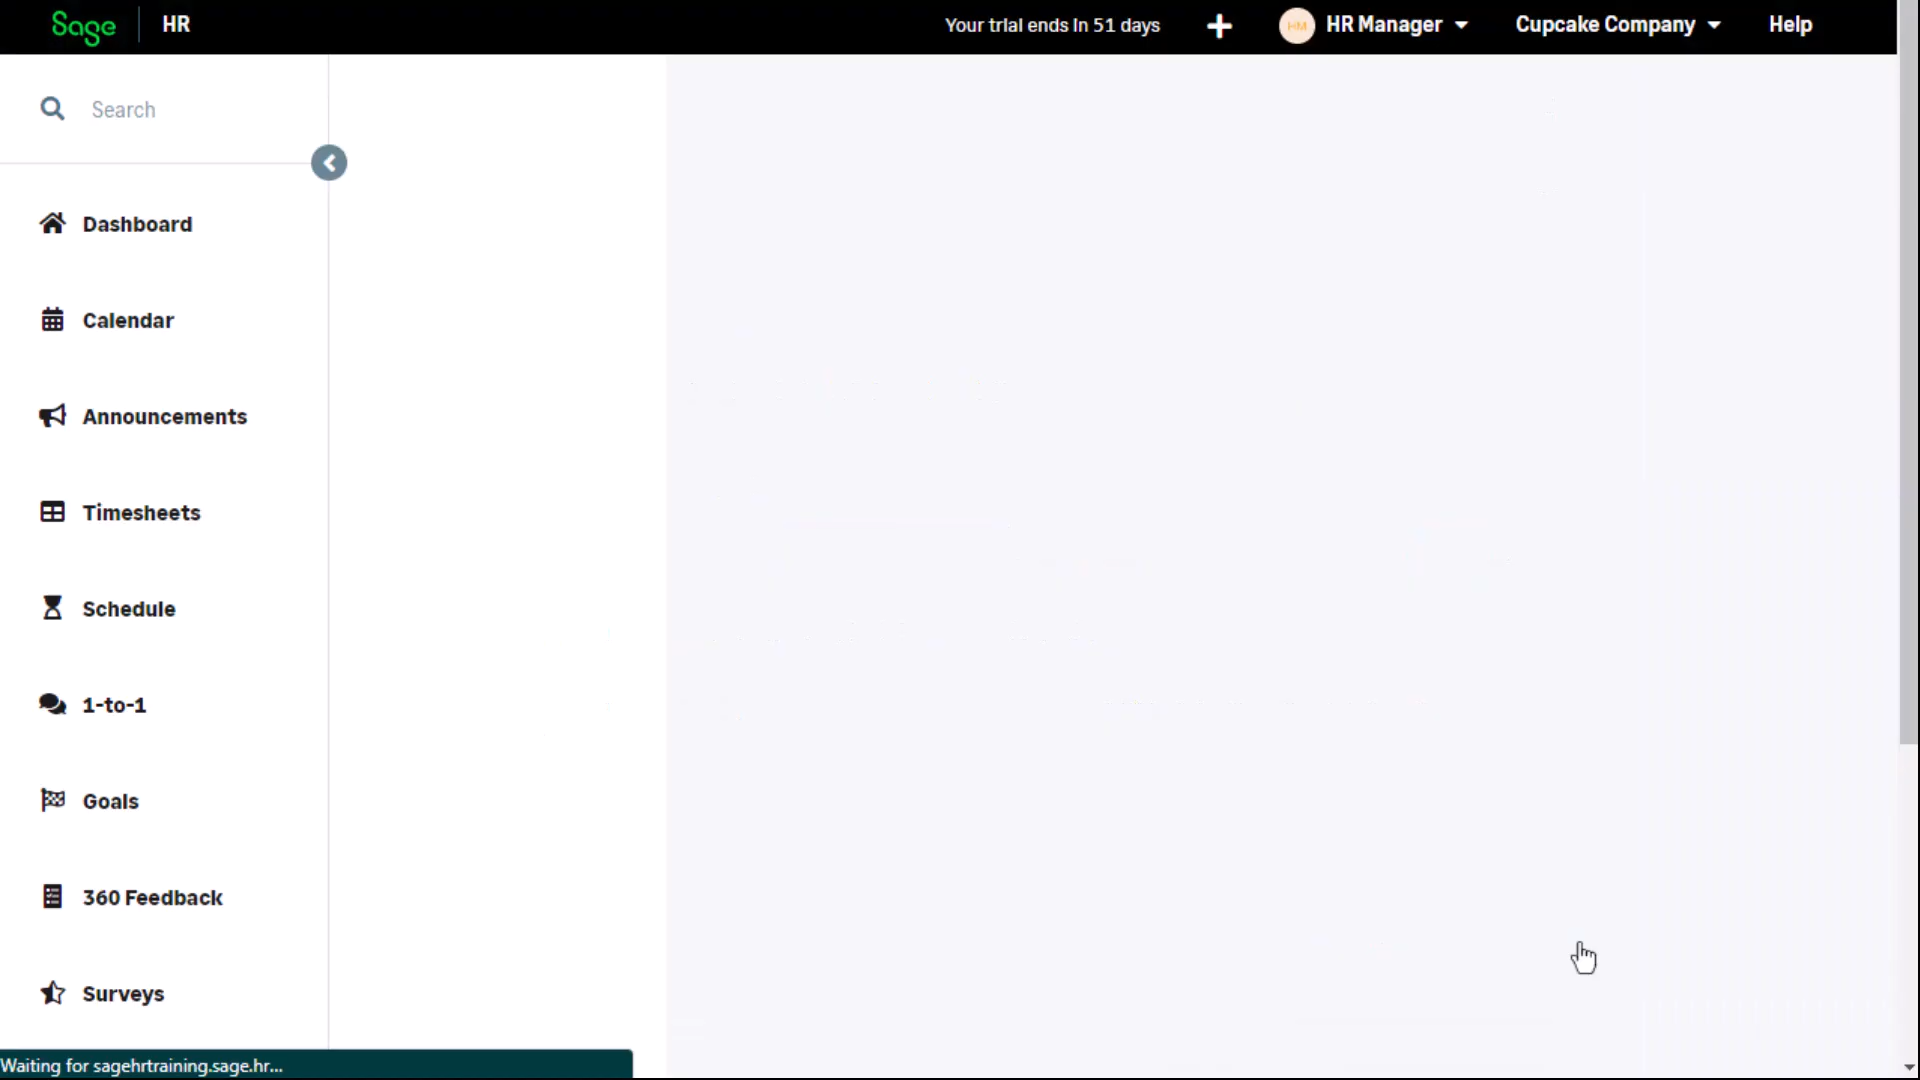 Sage HR Your trial ends in 51 days HM HR Manager Cupcake Company Help
Search
Dashboard
Calendar
Announcements
Timesheets
Schedule
1-to-1
Goals
360 Feedback
Surveys
Waiting for sagehrtraining.sage.hr...